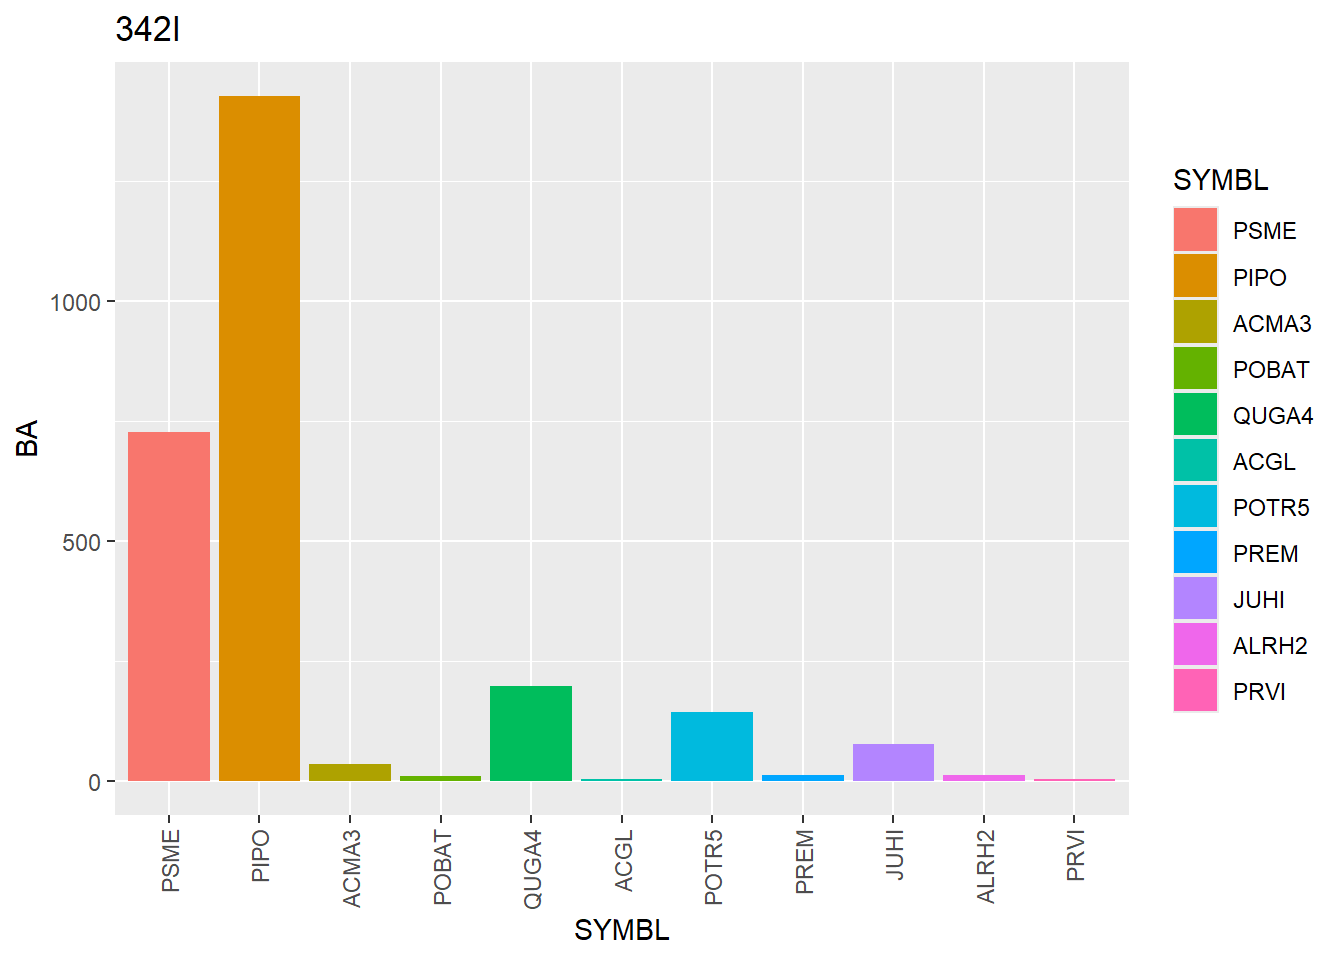 342I
BA
1000
500
0
PSME
PIPO
ACMA3
POBAT
QUGA4
ACGL
POTR5
PREM
JUHI
ALRH2
PRVI
SYMBL
SYMBL
PSME
PIPO
ACMA3
POBAT
QUGA4
ACGL
POTR5
PREM
JUHI
ALRH2
PRVI